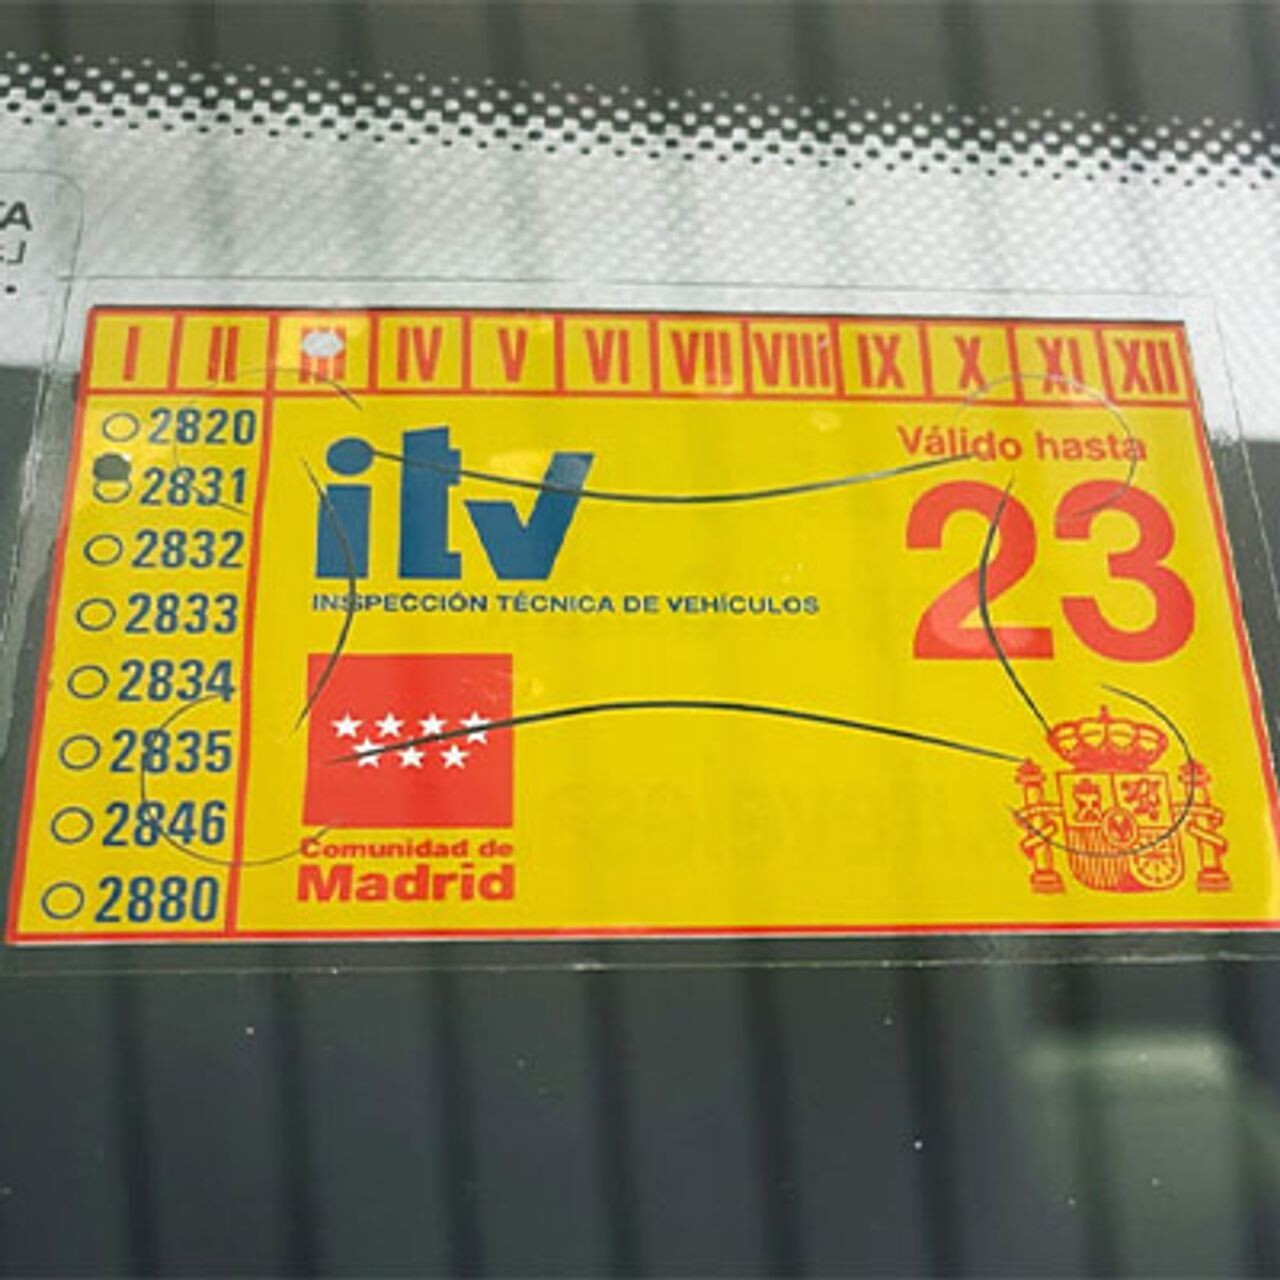 I II III IV V VI VII VIII IX X XI XII
2820
2831
2832
2833
2834
2835
2846
2880
itv
INSPECCIÓN TÉCNICA DE VEHÍCULOS
Válido hasta
23
Comunidad de
Madrid